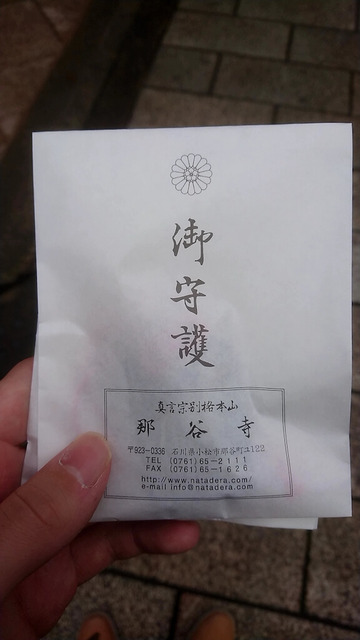 御守護
真言宗別格本山
那谷寺
〒923-0336 石川県小松市那谷町ユ122
TEL (0761)65-2111
FAX (0761)65-1626
http://www.natadera.com/
e-mail info@natadera.com